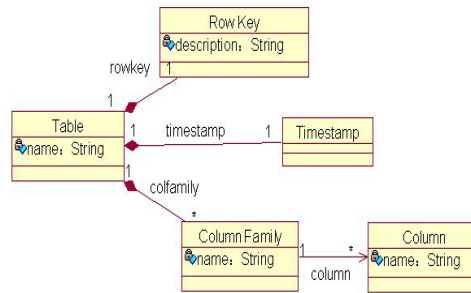 Row Key
description：String
rowkey
1
1
Table
name：String
1
timestamp
1
Timestamp
1
colfamily
*
Column Family
name：String
1
*
column
Column
name：String